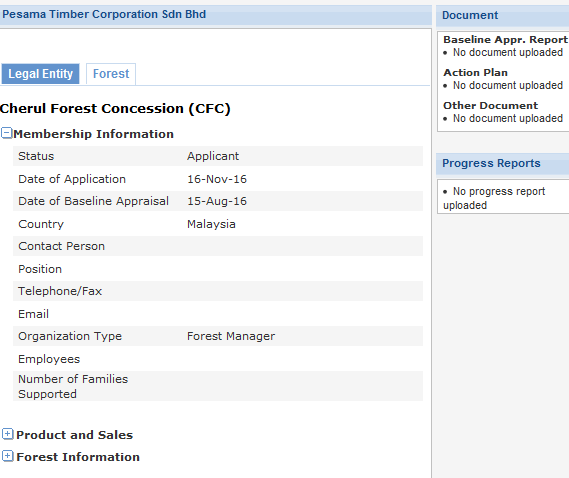 Pesama Timber Corporation Sdn Bhd
Legal Entity
Forest
Cherul Forest Concession (CFC)
Membership Information
Status Applicant
Date of Application 16-Nov-16
Date of Baseline Appraisal 15-Aug-16
Country Malaysia
Contact Person
Position
Telephone/Fax
Email
Organization Type Forest Manager
Employees
Number of Families
Supported
Product and Sales
Forest Information
Document
Baseline Appr. Report
• No document uploaded
Action Plan
• No document uploaded
Other Document
• No document uploaded
Progress Reports
• No progress report
uploaded